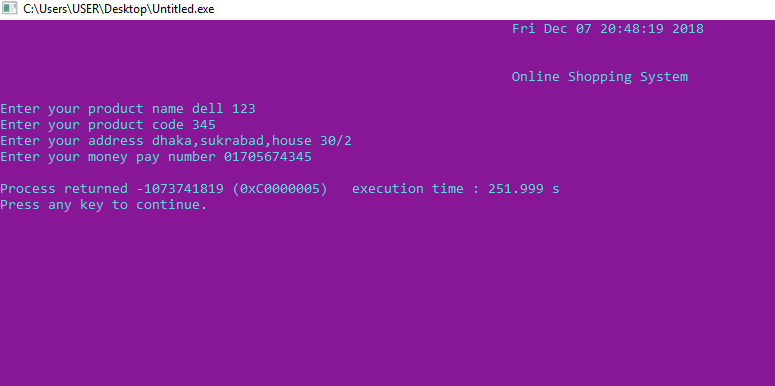 C:\Users\USER\Desktop\Untitled.exe
Fri Dec 07 20:48:19 2018
Online Shopping System
Enter your product name dell 123
Enter your product code 345
Enter your address dhaka,sukrabad,house 30/2
Enter your money pay number 01705674345
Process returned -1073741819 (0xC0000005)   execution time : 251.999 s
Press any key to continue.